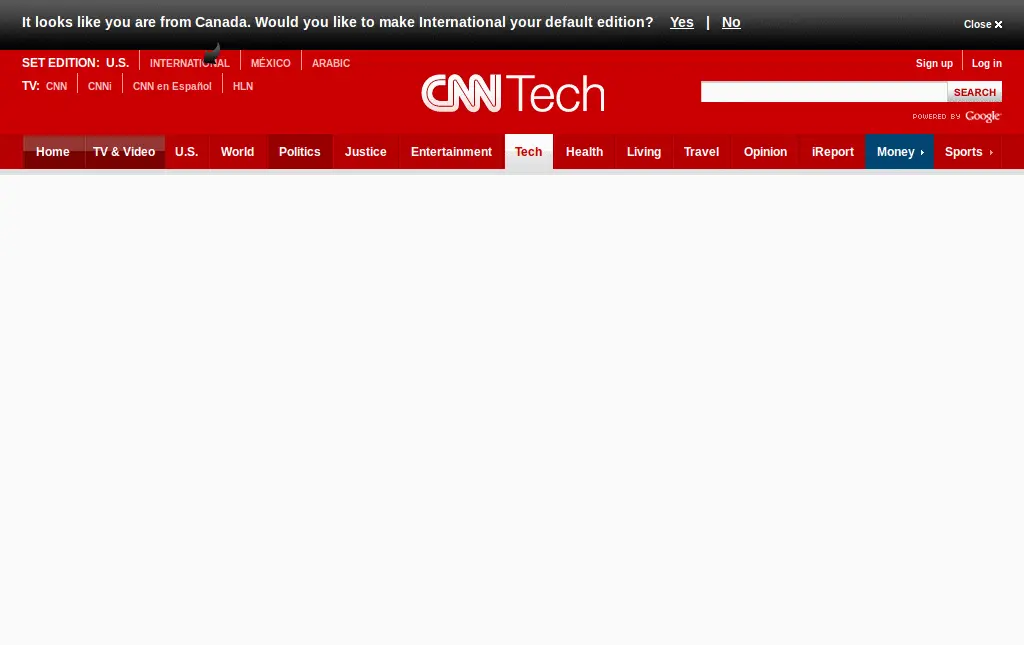 It looks like you are from Canada. Would you like to make International your default edition? Yes | No
Close
SET EDITION: U.S. INTERNATIONAL MÉXICO ARABIC
Sign up Log in
TV: CNN CNNi CNN en Español HLN
CNN Tech
SEARCH
POWERED BY Google
Home TV & Video U.S. World Politics Justice Entertainment Tech Health Living Travel Opinion iReport Money Sports